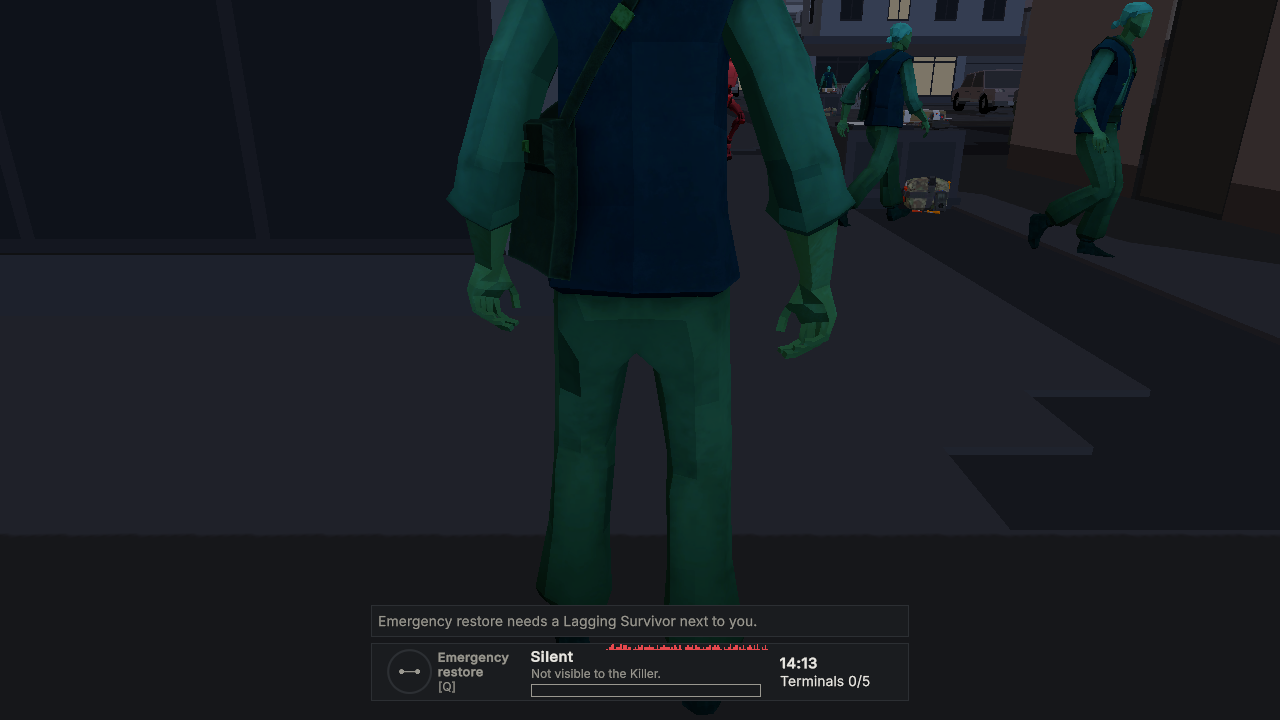 Emergency restore needs a Lagging Survivor next to you.
Emergency
restore
[Q]
Silent
Not visible to the Killer.
14:13
Terminals 0/5